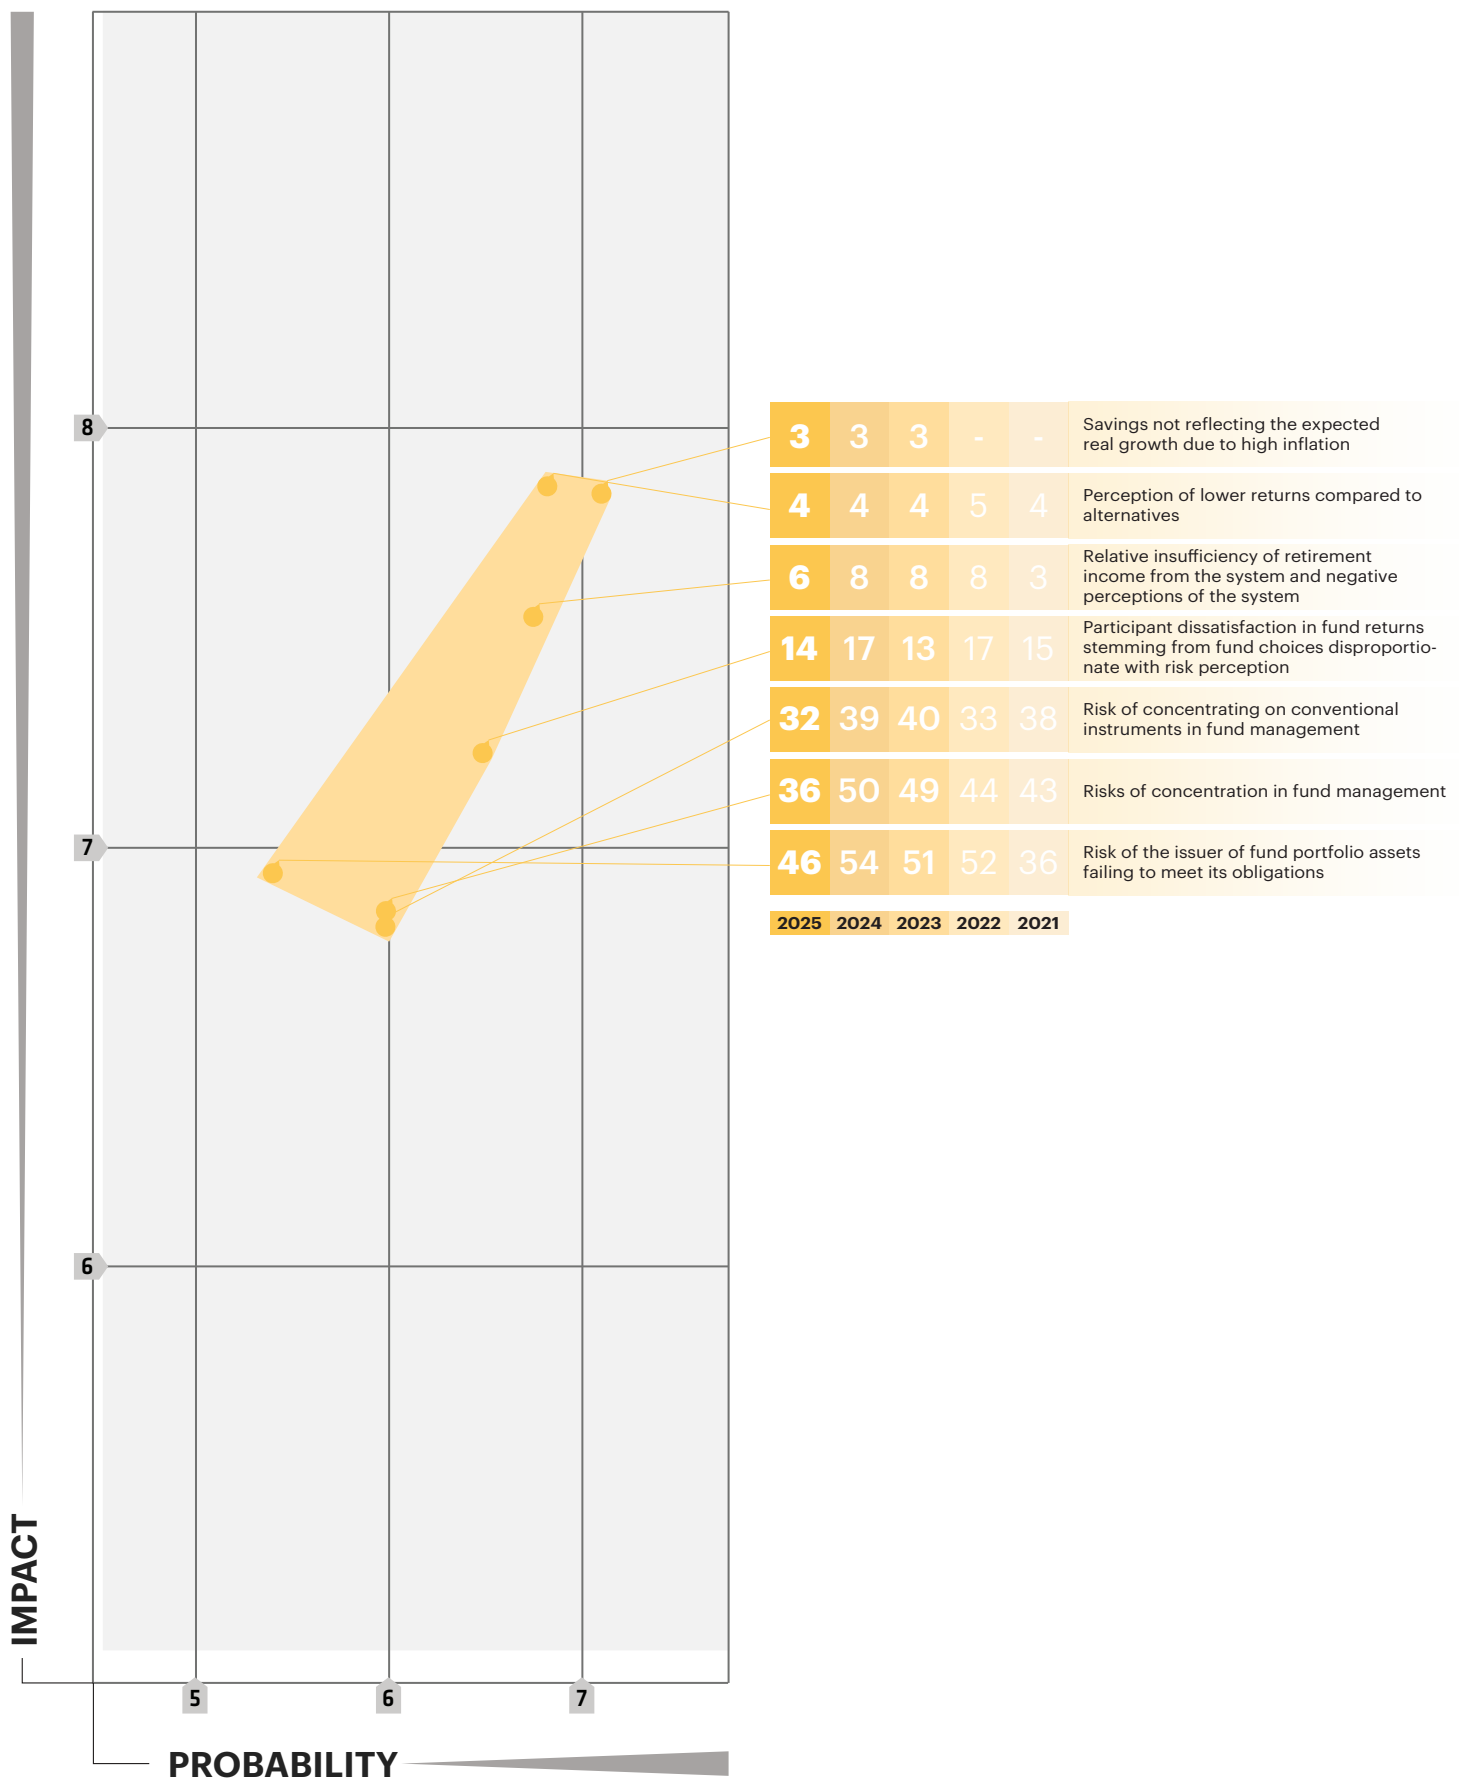 8
7
6
IMPACT
5
6
7
PROBABILITY
3 3 3 - - Savings not reflecting the expected
real growth due to high inflation
4 4 4 5 4 Perception of lower returns compared to
alternatives
6 8 8 8 3 Relative insufficiency of retirement
income from the system and negative
perceptions of the system
14 17 13 17 15 Participant dissatisfaction in fund returns
stemming from fund choices disproportio-
nate with risk perception
32 39 40 33 38 Risk of concentrating on conventional
instruments in fund management
36 50 49 44 43 Risks of concentration in fund management
46 54 51 52 36 Risk of the issuer of fund portfolio assets
failing to meet its obligations
2025 2024 2023 2022 2021